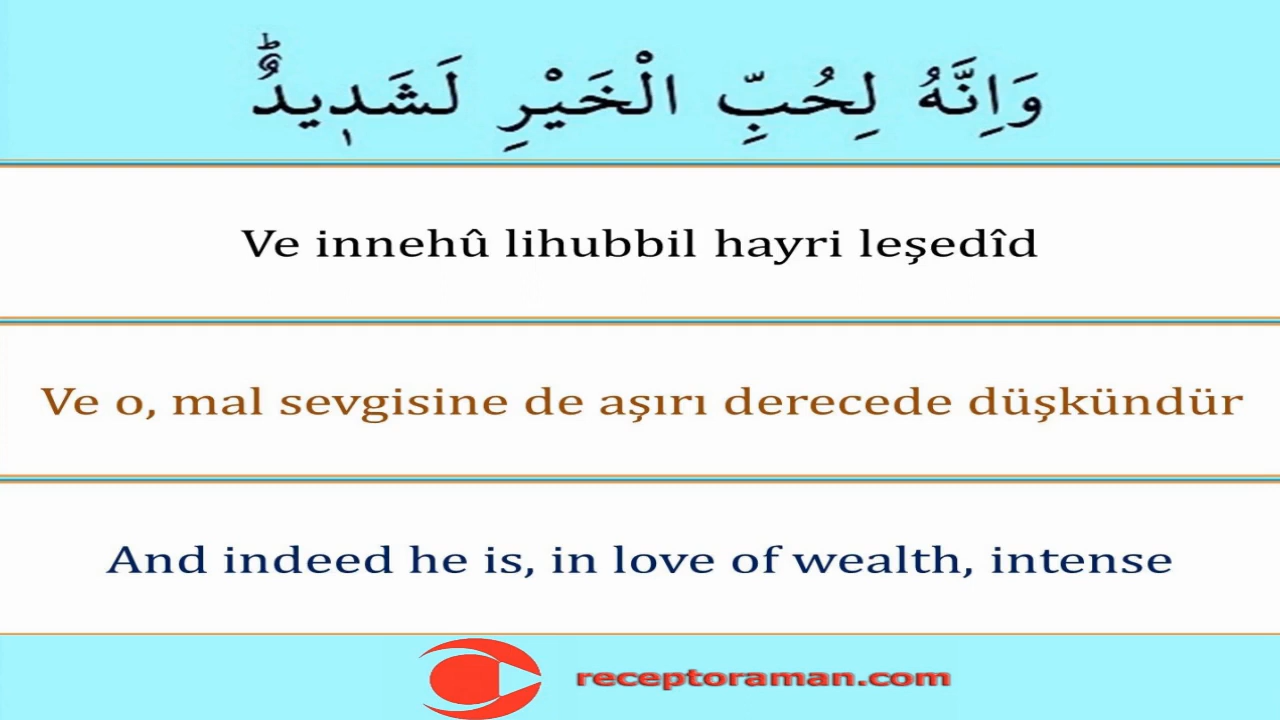 وَاِنَّهُ لِحُبِّ الْخَيْرِ لَشَدٖيدٌؕ
Ve innehû lihubbil hayri leşedîd
Ve o, mal sevgisine de aşırı derecede düşkündür
And indeed he is, in love of wealth, intense
receptoraman.com